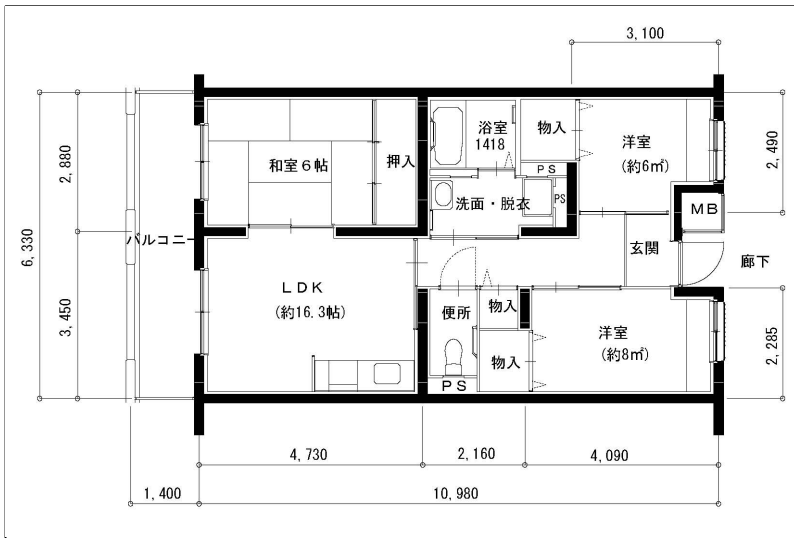 3,100
和室6帖
押入
浴室
1418
物入
洋室
(約6㎡)
PS
PS
洗面・脱衣
MB
玄関
廊下
バルコニー
LDK
(約16.3帖)
便所
物入
物入
PS
洋室
(約8㎡)
2,880
6,330
3,450
2,490
2,285
4,730
2,160
4,090
1,400
10,980